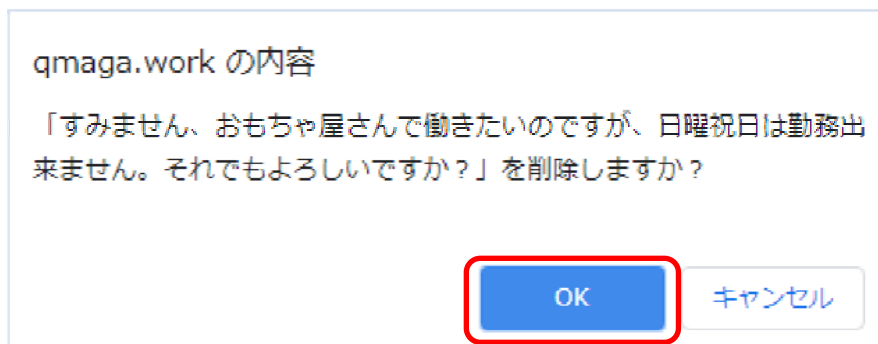 qmaga.work の内容
「すみません、おもちゃ屋さんで働きたいのですが、日曜祝日は勤務出
来ません。それでもよろしいですか？」を削除しますか？
OK
キャンセル